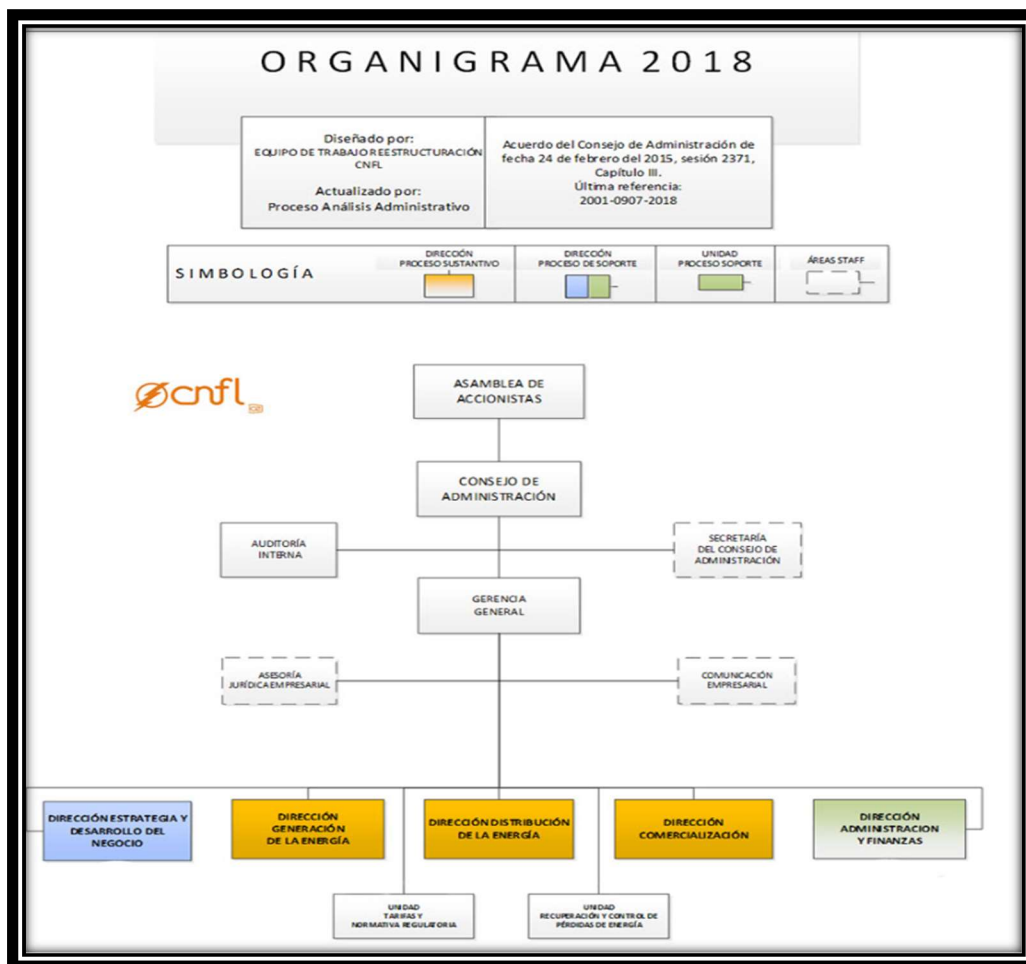 ORGANIGRAMA 2018
Diseñado por:
EQUIPO DE TRABAJO REESTRUCTURACIÓN
CNFL
Actualizado por:
Proceso Análisis Administrativo
Acuerdo del Consejo de Administración de
fecha 24 de febrero del 2015, sesión 2371,
Capítulo III.
Última referencia:
2001-0907-2018
SIMBOLOGÍA
DIRECCIÓN
PROCESO SUSTANTIVO
DIRECCIÓN
PROCESO DE SOPORTE
UNIDAD
PROCESO SOPORTE
ÁREAS STAFF
cnfl
ASAMBLEA DE
ACCIONISTAS
CONSEJO DE
ADMINISTRACIÓN
AUDITORÍA
INTERNA
SECRETARÍA
DEL CONSEJO DE
ADMINISTRACIÓN
GERENCIA
GENERAL
ASESORÍA
JURÍDICA EMPRESARIAL
COMUNICACIÓN
EMPRESARIAL
DIRECCIÓN ESTRATEGIA Y
DESARROLLO DEL
NEGOCIO
DIRECCIÓN
GENERACIÓN
DE LA ENERGÍA
DIRECCIÓN DISTRIBUCIÓN
DE LA ENERGÍA
DIRECCIÓN
COMERCIALIZACIÓN
DIRECCIÓN
ADMINISTRACION
Y FINANZAS
UNIDAD
TARIFAS Y
NORMATIVA REGULATORIA
UNIDAD
RECUPERACIÓN Y CONTROL DE
PÉRDIDAS DE ENERGÍA